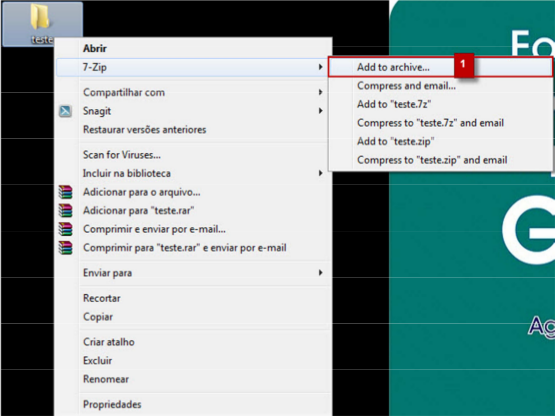 teste
Abrir
7-Zip
Compartilhar com
Snagit
Restaurar versões anteriores
Scan for Viruses...
Incluir na biblioteca
Adicionar para o arquivo...
Adicionar para "teste.rar"
Comprimir e enviar por e-mail...
Comprimir para "teste.rar" e enviar por e-mail
Enviar para
Recortar
Copiar
Criar atalho
Excluir
Renomear
Propriedades
Add to archive...
1
Compress and email...
Add to "teste.7z"
Compress to "teste.7z" and email
Add to "teste.zip"
Compress to "teste.zip" and email
Fo
G
Ag